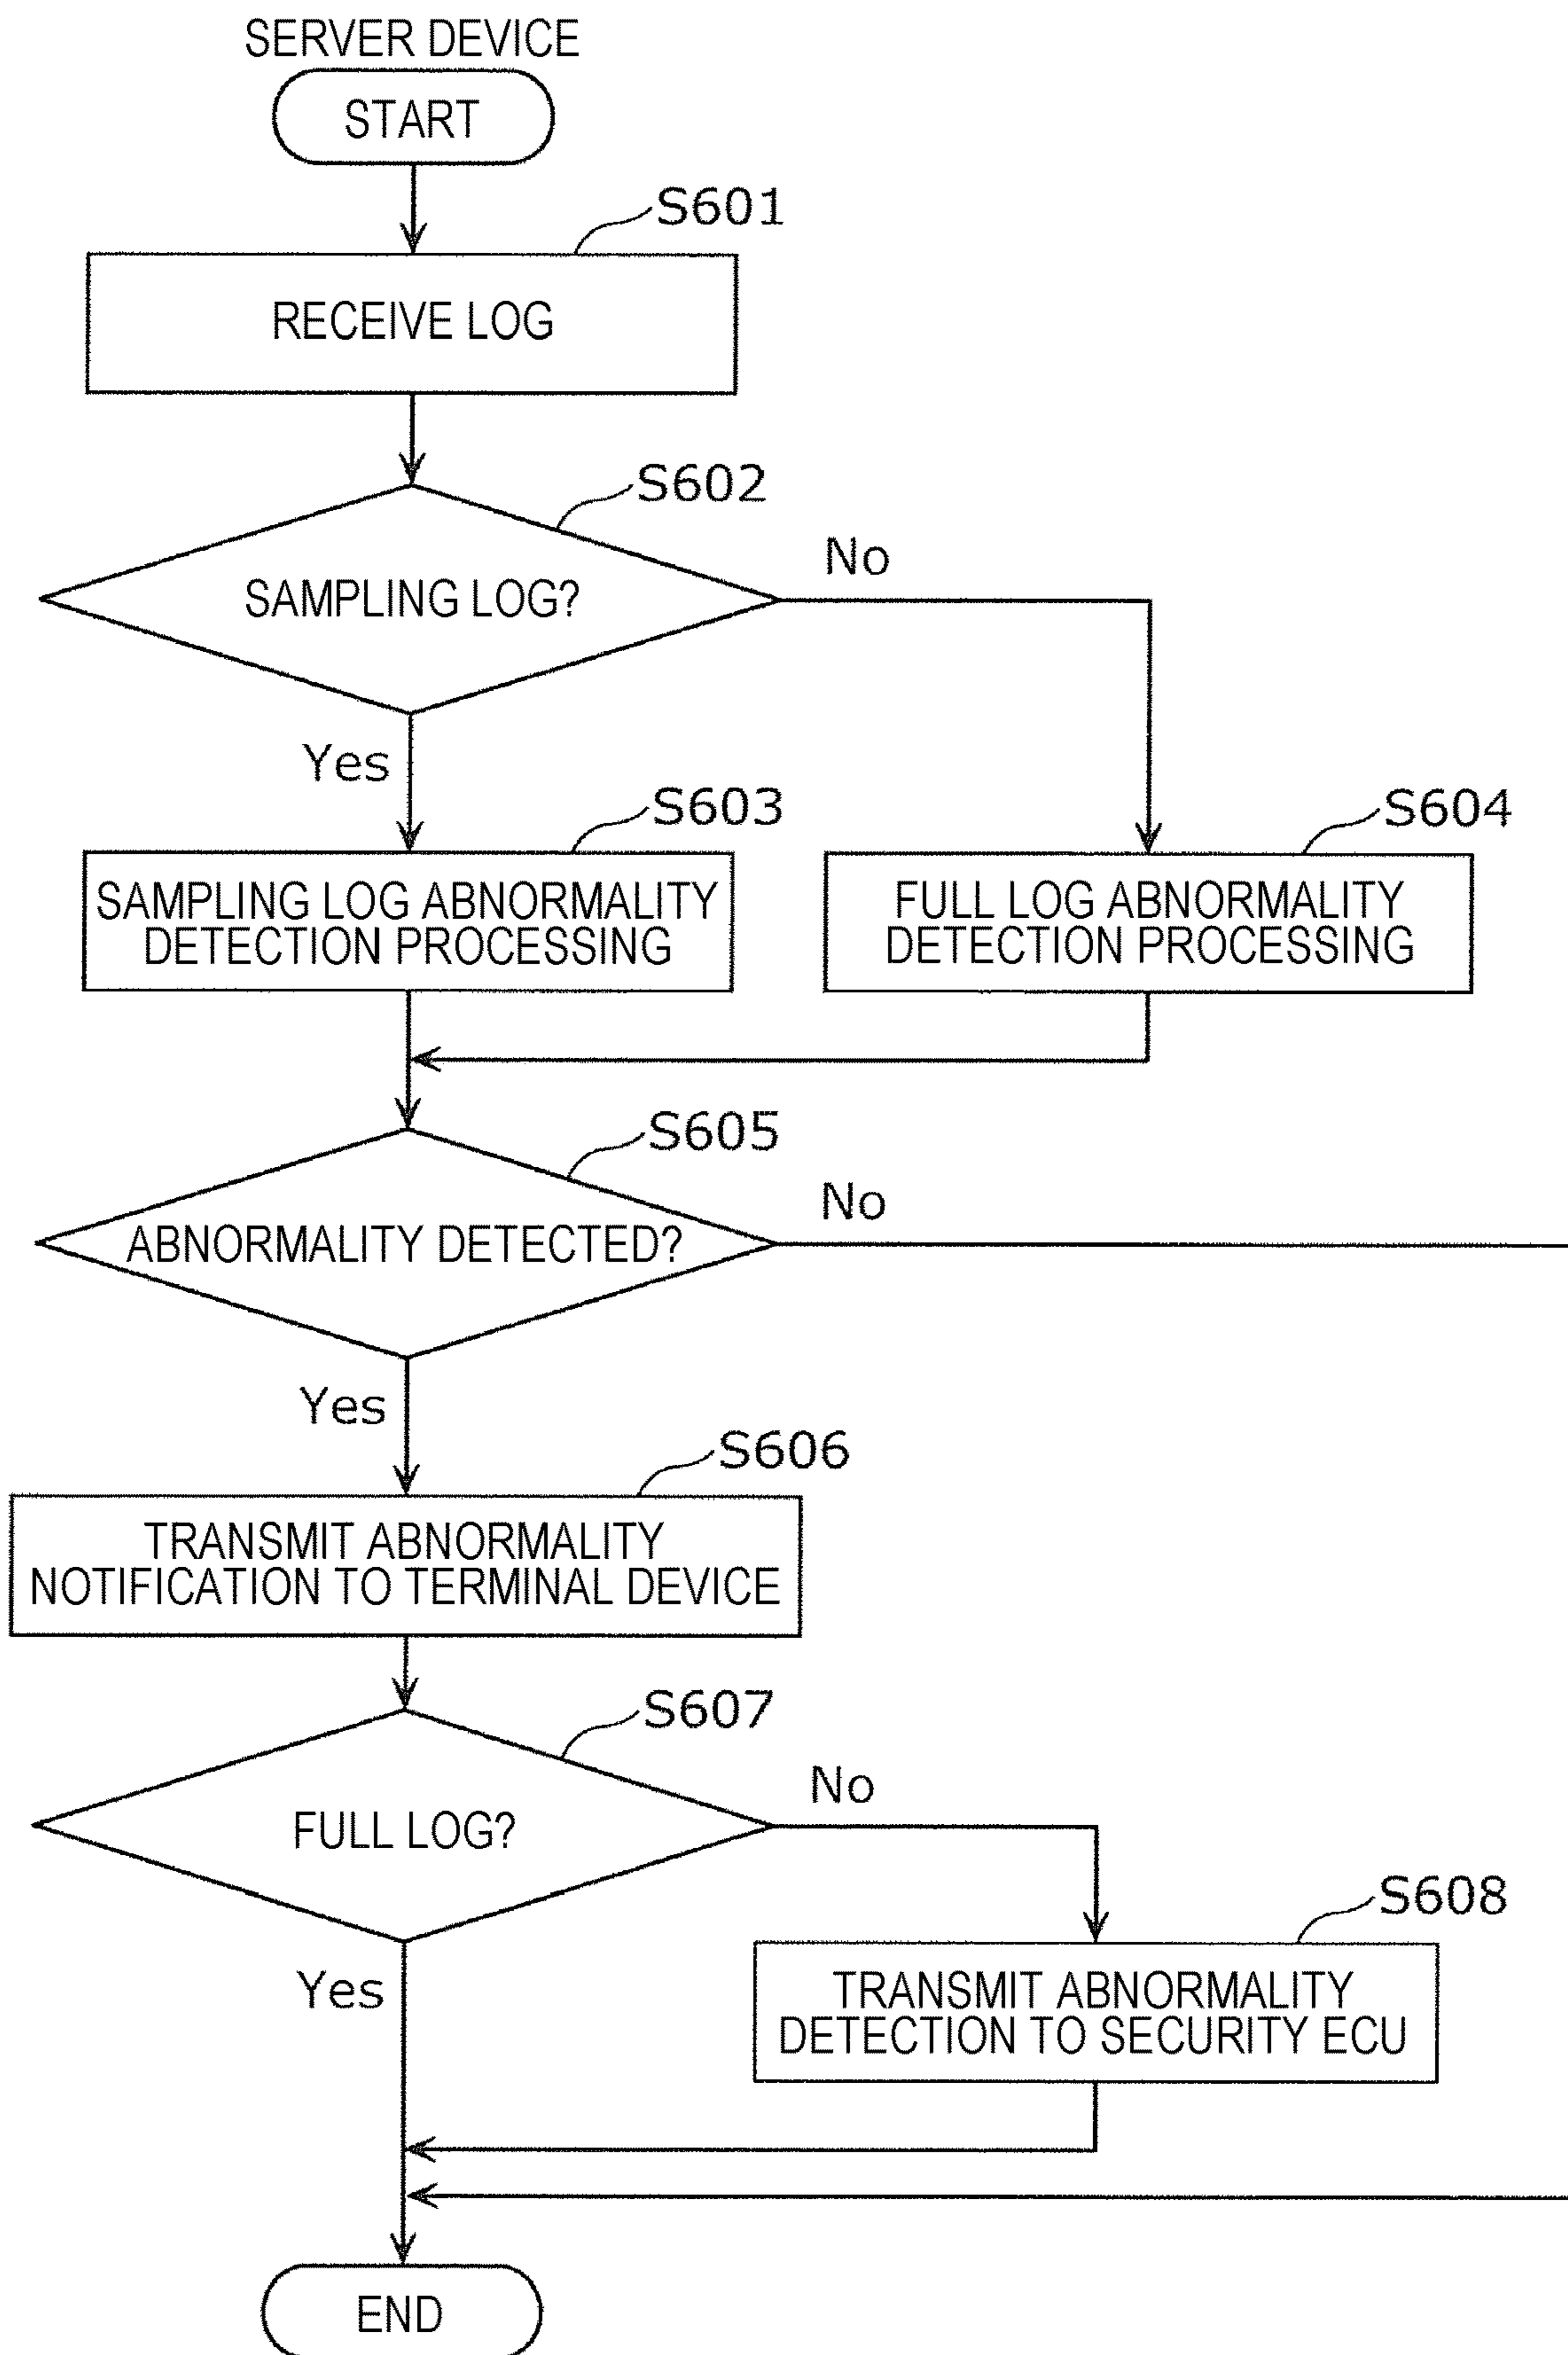 SERVER DEVICE
START
S601
RECEIVE LOG
S602
SAMPLING LOG?
No
Yes
S603
SAMPLING LOG ABNORMALITY
DETECTION PROCESSING
S604
FULL LOG ABNORMALITY
DETECTION PROCESSING
S605
ABNORMALITY DETECTED?
No
Yes
S606
TRANSMIT ABNORMALITY
NOTIFICATION TO TERMINAL DEVICE
S607
FULL LOG?
No
Yes
S608
TRANSMIT ABNORMALITY
DETECTION TO SECURITY ECU
END